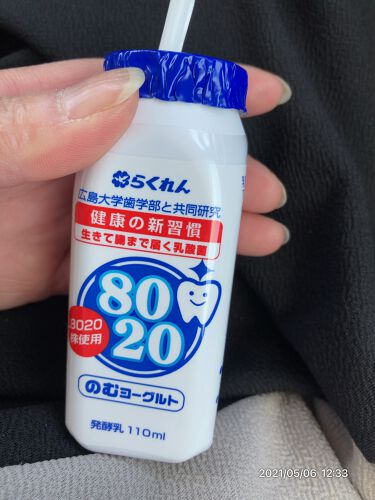 らくれん
広島大学歯学部と共同研究
健康の新習慣
生きて腸まで届く乳酸菌
8020
8020
株使用
のむヨーグルト
発酵乳 110ml
2021/05/06 12:33